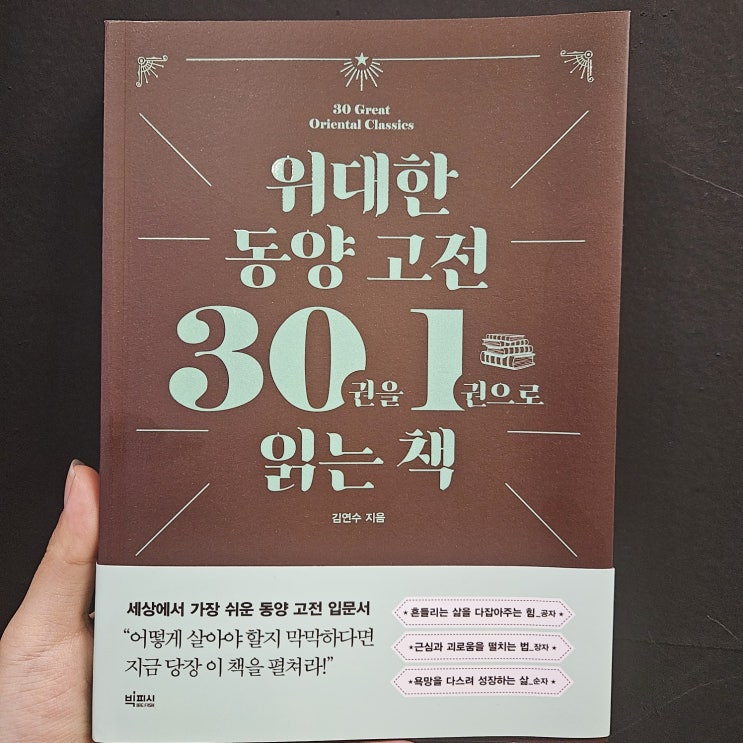 30 Great
Oriental Classics
위대한
동양 고전
30권을 1권으로
읽는 책
김연수 지음
세상에서 가장 쉬운 동양 고전 입문서
“어떻게 살아야 할지 막막하다면
지금 당장 이 책을 펼쳐라!”
★ 흔들리는 삶을 다잡아주는 힘_공자 ★
★ 근심과 괴로움을 떨치는 법_장자 ★
★ 욕망을 다스려 성장하는 삶_순자 ★
빅피시
BIG FISH